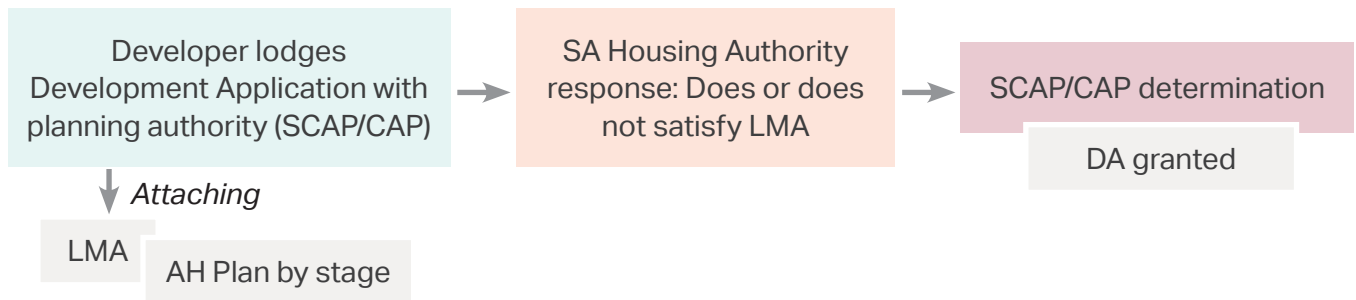 Developer lodges
Development Application with
planning authority (SCAP/CAP)
Attaching
LMA
AH Plan by stage
SA Housing Authority
response: Does or does
not satisfy LMA
SCAP/CAP determination
DA granted